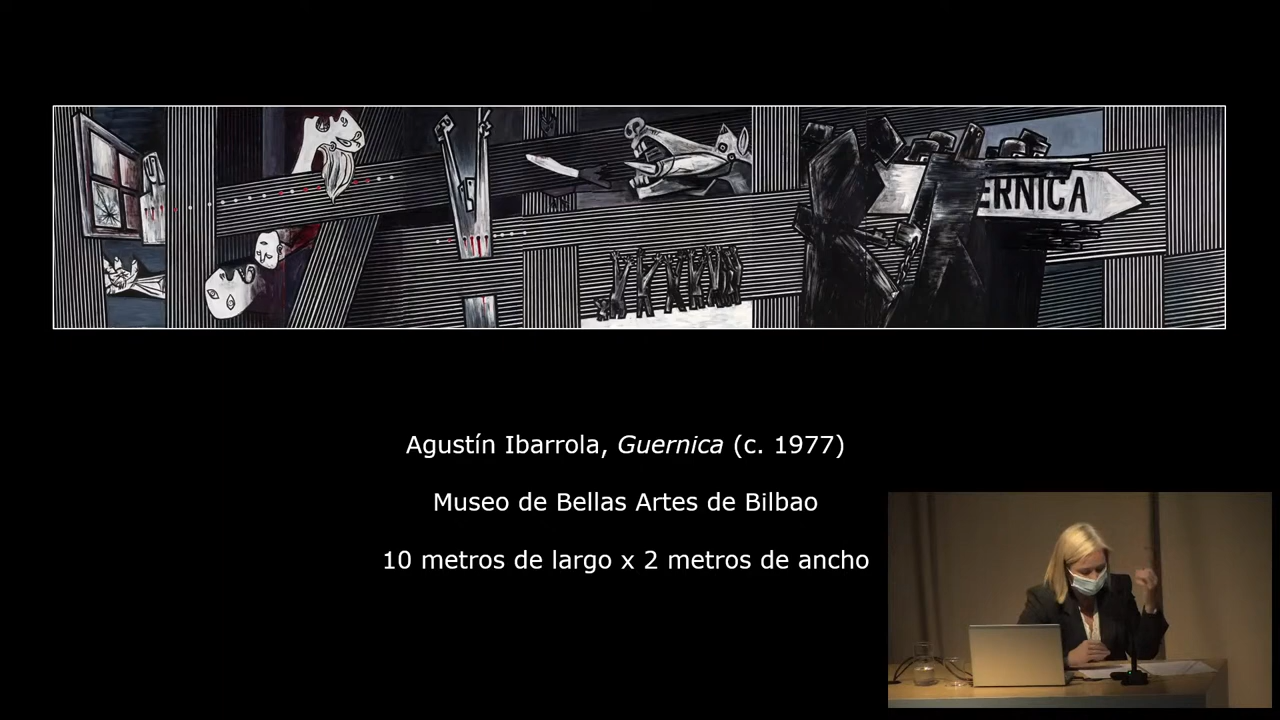 ERNICA
Agustín Ibarrola, Guernica (c. 1977)
Museo de Bellas Artes de Bilbao
10 metros de largo x 2 metros de ancho